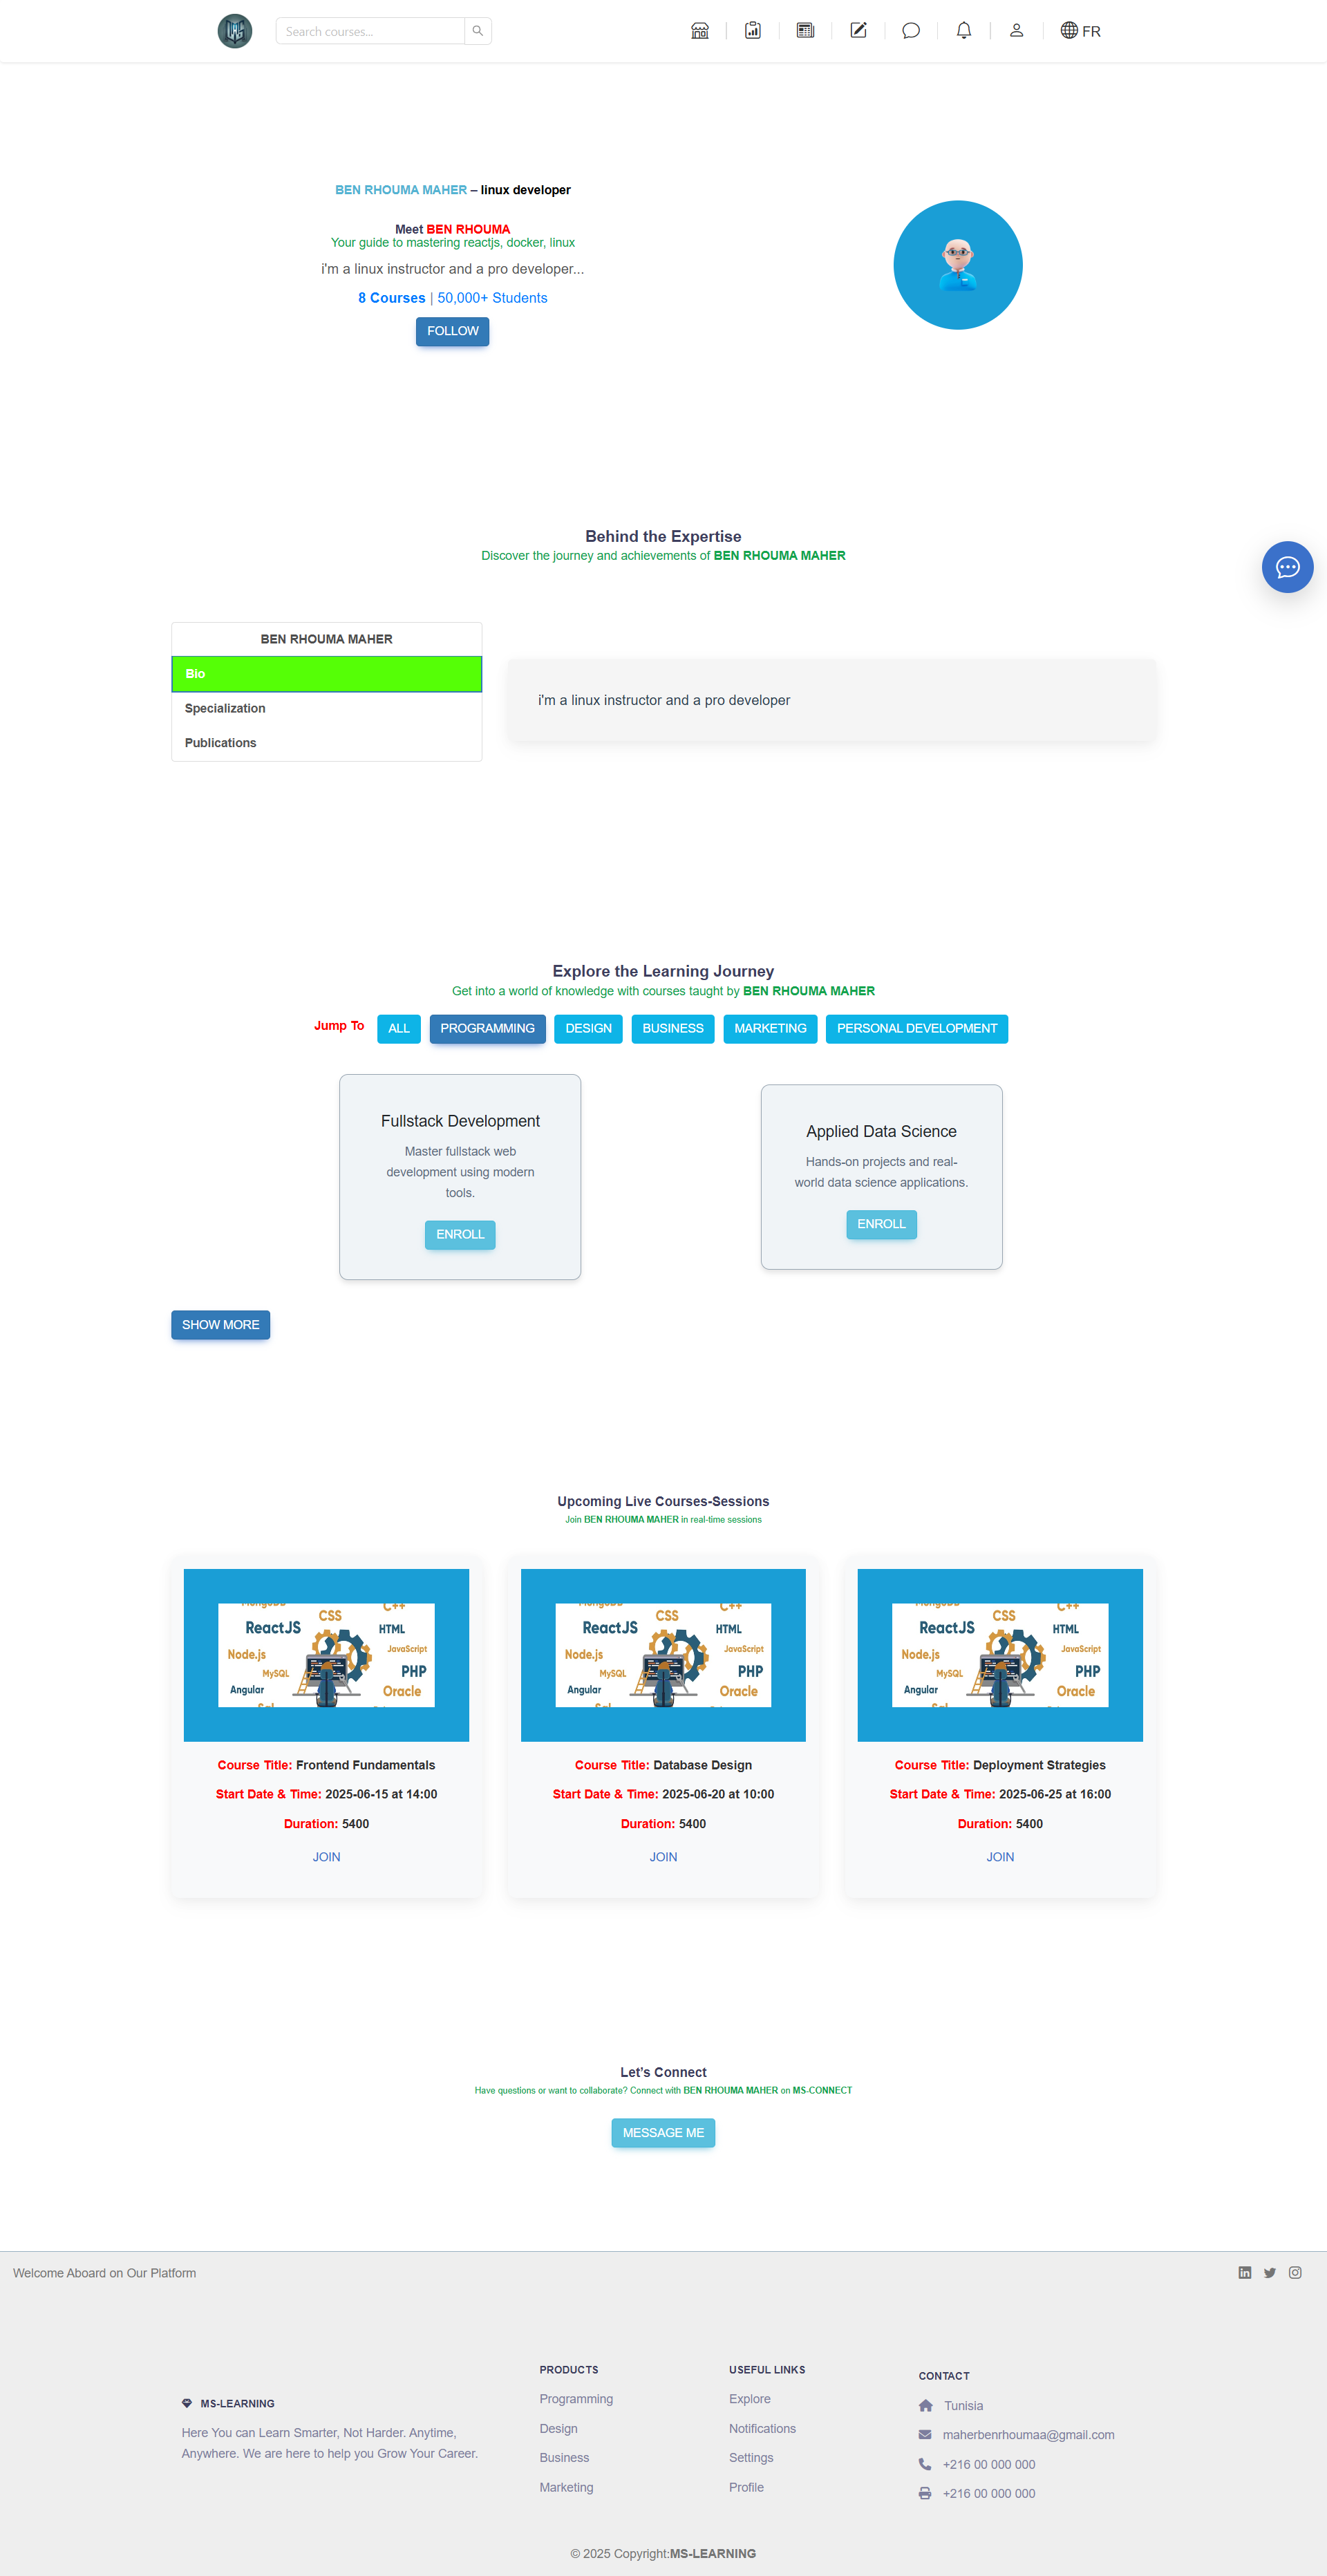 Search courses...
FR
BEN RHOUMA MAHER – linux developer
Meet BEN RHOUMA
Your guide to mastering reactjs, docker, linux
i'm a linux instructor and a pro developer...
8 Courses | 50,000+ Students
FOLLOW
Behind the Expertise
Discover the journey and achievements of BEN RHOUMA MAHER
BEN RHOUMA MAHER
Bio
Specialization
Publications
i'm a linux instructor and a pro developer
Explore the Learning Journey
Get into a world of knowledge with courses taught by BEN RHOUMA MAHER
Jump To ALL PROGRAMMING DESIGN BUSINESS MARKETING PERSONAL DEVELOPMENT
Fullstack Development
Master fullstack web
development using modern
tools.
ENROLL
Applied Data Science
Hands-on projects and real-
world data science applications.
ENROLL
SHOW MORE
Upcoming Live Courses-Sessions
Join BEN RHOUMA MAHER in real-time sessions
C++
CSS
ReactJS
HTML
Node.js
JavaScript
MySQL
PHP
Angular
Oracle
Course Title: Frontend Fundamentals
Start Date & Time: 2025-06-15 at 14:00
Duration: 5400
JOIN
C++
CSS
ReactJS
HTML
Node.js
JavaScript
MySQL
PHP
Angular
Oracle
Course Title: Database Design
Start Date & Time: 2025-06-20 at 10:00
Duration: 5400
JOIN
C++
CSS
ReactJS
HTML
Node.js
JavaScript
MySQL
PHP
Angular
Oracle
Course Title: Deployment Strategies
Start Date & Time: 2025-06-25 at 16:00
Duration: 5400
JOIN
Let's Connect
Have questions or want to collaborate? Connect with BEN RHOUMA MAHER on MS-CONNECT
MESSAGE ME
Welcome Aboard on Our Platform
MS-LEARNING
Here You can Learn Smarter, Not Harder. Anytime,
Anywhere. We are here to help you Grow Your Career.
PRODUCTS
Programming
Design
Business
Marketing
USEFUL LINKS
Explore
Notifications
Settings
Profile
CONTACT
Tunisia
maherbenrhoumaa@gmail.com
+216 00 000 000
+216 00 000 000
© 2025 Copyright:MS-LEARNING